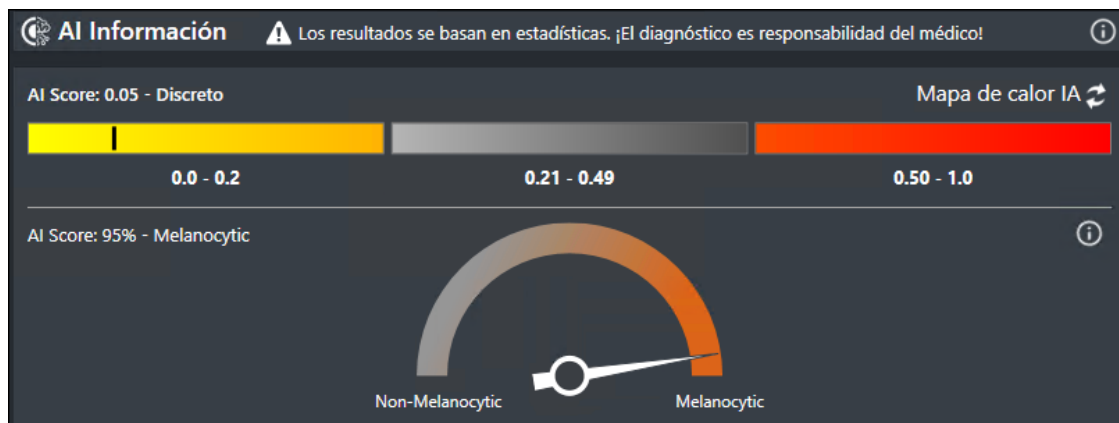 AI Información
Los resultados se basan en estadísticas. ¡El diagnóstico es responsabilidad del médico!
AI Score: 0.05 - Discreto
Mapa de calor IA
0.0 - 0.2
0.21 - 0.49
0.50 - 1.0
AI Score: 95% - Melanocytic
Non-Melanocytic
Melanocytic